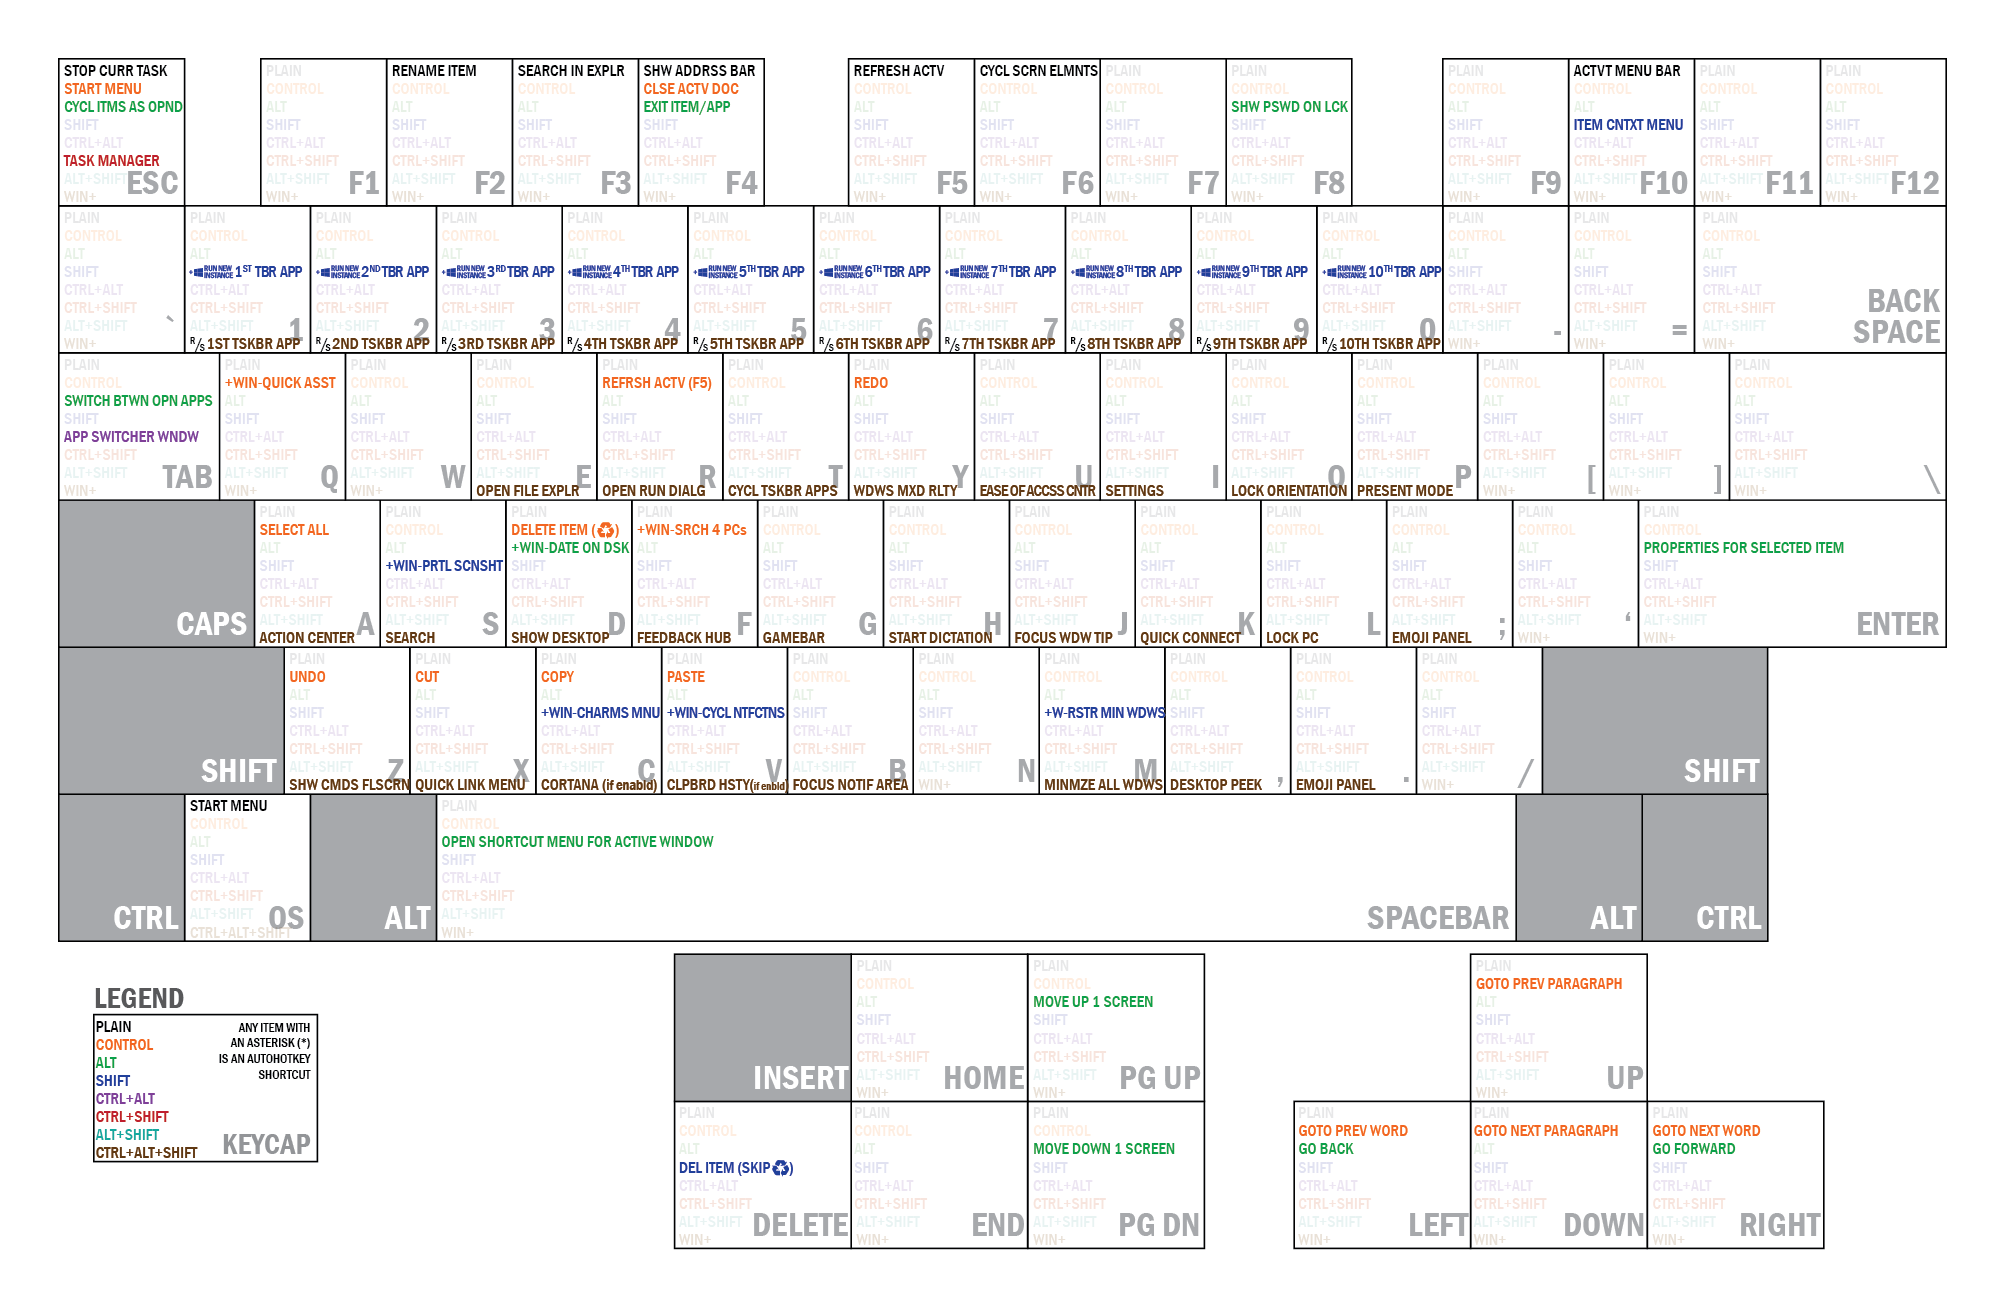 STOP CURR TASK
START MENU
CYCL ITMS AS OPND
SHIFT
CTRL+ALT
TASK MANAGER
ALT+SHIFT
WIN+
ESC
PLAIN
CONTROL
ALT
SHIFT
CTRL+ALT
CTRL+SHIFT
ALT+SHIFT
WIN+
F1
RENAME ITEM
CONTROL
ALT
SHIFT
CTRL+ALT
CTRL+SHIFT
ALT+SHIFT
WIN+
F2
SEARCH IN EXPLR
CONTROL
ALT
SHIFT
CTRL+ALT
CTRL+SHIFT
ALT+SHIFT
WIN+
F3
SHW ADDRSS BAR
CLSE ACTV DOC
EXIT ITEM/APP
SHIFT
CTRL+ALT
CTRL+SHIFT
ALT+SHIFT
WIN+
F4
REFRESH ACTV
CONTROL
ALT
SHIFT
CTRL+ALT
CTRL+SHIFT
ALT+SHIFT
WIN+
F5
CYCL SCRN ELMNTS
CONTROL
ALT
SHIFT
CTRL+ALT
CTRL+SHIFT
ALT+SHIFT
WIN+
F6
PLAIN
CONTROL
ALT
SHIFT
CTRL+ALT
CTRL+SHIFT
ALT+SHIFT
WIN+
F7
PLAIN
CONTROL
SHW PSWD ON LCK
SHIFT
CTRL+ALT
CTRL+SHIFT
ALT+SHIFT
WIN+
F8
PLAIN
CONTROL
ALT
SHIFT
CTRL+ALT
CTRL+SHIFT
ALT+SHIFT
WIN+
F9
ACTVT MENU BAR
CONTROL
ALT
ITEM CNTXT MENU
CTRL+ALT
CTRL+SHIFT
ALT+SHIFT
WIN+
F10
PLAIN
CONTROL
ALT
SHIFT
CTRL+ALT
CTRL+SHIFT
ALT+SHIFT
WIN+
F11
PLAIN
CONTROL
ALT
SHIFT
CTRL+ALT
CTRL+SHIFT
ALT+SHIFT
WIN+
F12
PLAIN
CONTROL
ALT
SHIFT
CTRL+ALT
CTRL+SHIFT
ALT+SHIFT
WIN+
`
PLAIN
CONTROL
ALT
+ RUN NEW INSTANCE 1ST TBR APP
CTRL+ALT
CTRL+SHIFT
ALT+SHIFT
R/S 1ST TSKBR APP
1
PLAIN
CONTROL
ALT
+ RUN NEW INSTANCE 2ND TBR APP
CTRL+ALT
CTRL+SHIFT
ALT+SHIFT
R/S 2ND TSKBR APP
2
PLAIN
CONTROL
ALT
+ RUN NEW INSTANCE 3RD TBR APP
CTRL+ALT
CTRL+SHIFT
ALT+SHIFT
R/S 3RD TSKBR APP
3
PLAIN
CONTROL
ALT
+ RUN NEW INSTANCE 4TH TBR APP
CTRL+ALT
CTRL+SHIFT
ALT+SHIFT
R/S 4TH TSKBR APP
4
PLAIN
CONTROL
ALT
+ RUN NEW INSTANCE 5TH TBR APP
CTRL+ALT
CTRL+SHIFT
ALT+SHIFT
R/S 5TH TSKBR APP
5
PLAIN
CONTROL
ALT
+ RUN NEW INSTANCE 6TH TBR APP
CTRL+ALT
CTRL+SHIFT
ALT+SHIFT
R/S 6TH TSKBR APP
6
PLAIN
CONTROL
ALT
+ RUN NEW INSTANCE 7TH TBR APP
CTRL+ALT
CTRL+SHIFT
ALT+SHIFT
R/S 7TH TSKBR APP
7
PLAIN
CONTROL
ALT
+ RUN NEW INSTANCE 8TH TBR APP
CTRL+ALT
CTRL+SHIFT
ALT+SHIFT
R/S 8TH TSKBR APP
8
PLAIN
CONTROL
ALT
+ RUN NEW INSTANCE 9TH TBR APP
CTRL+ALT
CTRL+SHIFT
ALT+SHIFT
R/S 9TH TSKBR APP
9
PLAIN
CONTROL
ALT
+ RUN NEW INSTANCE 10TH TBR APP
CTRL+ALT
CTRL+SHIFT
ALT+SHIFT
R/S 10TH TSKBR APP
0
PLAIN
CONTROL
ALT
SHIFT
CTRL+ALT
CTRL+SHIFT
ALT+SHIFT
WIN+
-
PLAIN
CONTROL
ALT
SHIFT
CTRL+ALT
CTRL+SHIFT
ALT+SHIFT
WIN+
=
PLAIN
CONTROL
ALT
SHIFT
CTRL+ALT
CTRL+SHIFT
ALT+SHIFT
WIN+
BACK
SPACE
PLAIN
CONTROL
SWITCH BTWN OPN APPS
SHIFT
APP SWITCHER WNDW
CTRL+SHIFT
ALT+SHIFT
WIN+
TAB
PLAIN
+WIN-QUICK ASST
ALT
SHIFT
CTRL+ALT
CTRL+SHIFT
ALT+SHIFT
WIN+
Q
PLAIN
CONTROL
ALT
SHIFT
CTRL+ALT
CTRL+SHIFT
ALT+SHIFT
WIN+
W
PLAIN
CONTROL
ALT
SHIFT
CTRL+ALT
CTRL+SHIFT
ALT+SHIFT
OPEN FILE EXPLR
E
PLAIN
REFRSH ACTV (F5)
ALT
SHIFT
CTRL+ALT
CTRL+SHIFT
ALT+SHIFT
OPEN RUN DIALG
R
PLAIN
CONTROL
ALT
SHIFT
CTRL+ALT
CTRL+SHIFT
ALT+SHIFT
CYCL TSKBR APPS
T
PLAIN
REDO
ALT
SHIFT
CTRL+ALT
CTRL+SHIFT
ALT+SHIFT
WDWS MXD RLTY
Y
PLAIN
CONTROL
ALT
SHIFT
CTRL+ALT
CTRL+SHIFT
ALT+SHIFT
EASE OF ACCSS CNTR
U
PLAIN
CONTROL
ALT
SHIFT
CTRL+ALT
CTRL+SHIFT
ALT+SHIFT
SETTINGS
I
PLAIN
CONTROL
ALT
SHIFT
CTRL+ALT
CTRL+SHIFT
ALT+SHIFT
LOCK ORIENTATION
O
PLAIN
CONTROL
ALT
SHIFT
CTRL+ALT
CTRL+SHIFT
ALT+SHIFT
PRESENT MODE
P
PLAIN
CONTROL
ALT
SHIFT
CTRL+ALT
CTRL+SHIFT
ALT+SHIFT
WIN+
[
PLAIN
CONTROL
ALT
SHIFT
CTRL+ALT
CTRL+SHIFT
ALT+SHIFT
WIN+
]
PLAIN
CONTROL
ALT
SHIFT
CTRL+ALT
CTRL+SHIFT
ALT+SHIFT
WIN+
\
CAPS
PLAIN
SELECT ALL
ALT
SHIFT
CTRL+ALT
CTRL+SHIFT
ALT+SHIFT
ACTION CENTER
A
PLAIN
CONTROL
ALT
+WIN-PRTL SCNSHT
CTRL+ALT
CTRL+SHIFT
ALT+SHIFT
SEARCH
S
PLAIN
DELETE ITEM (♻)
+WIN-DATE ON DSK
SHIFT
CTRL+ALT
CTRL+SHIFT
ALT+SHIFT
SHOW DESKTOP
D
PLAIN
+WIN-SRCH 4 PCs
ALT
SHIFT
CTRL+ALT
CTRL+SHIFT
ALT+SHIFT
FEEDBACK HUB
F
PLAIN
CONTROL
ALT
SHIFT
CTRL+ALT
CTRL+SHIFT
ALT+SHIFT
GAMEBAR
G
PLAIN
CONTROL
ALT
SHIFT
CTRL+ALT
CTRL+SHIFT
ALT+SHIFT
START DICTATION
H
PLAIN
CONTROL
ALT
SHIFT
CTRL+ALT
CTRL+SHIFT
ALT+SHIFT
FOCUS WDW TIP
J
PLAIN
CONTROL
ALT
SHIFT
CTRL+ALT
CTRL+SHIFT
ALT+SHIFT
QUICK CONNECT
K
PLAIN
CONTROL
ALT
SHIFT
CTRL+ALT
CTRL+SHIFT
ALT+SHIFT
LOCK PC
L
PLAIN
CONTROL
ALT
SHIFT
CTRL+ALT
CTRL+SHIFT
ALT+SHIFT
EMOJI PANEL
;
PLAIN
CONTROL
ALT
SHIFT
CTRL+ALT
CTRL+SHIFT
ALT+SHIFT
WIN+
‘
PLAIN
CONTROL
PROPERTIES FOR SELECTED ITEM
SHIFT
CTRL+ALT
CTRL+SHIFT
ALT+SHIFT
WIN+
ENTER
SHIFT
PLAIN
UNDO
ALT
SHIFT
CTRL+ALT
CTRL+SHIFT
ALT+SHIFT
SHW CMDS FLSCRN
Z
PLAIN
CUT
ALT
SHIFT
CTRL+ALT
CTRL+SHIFT
ALT+SHIFT
QUICK LINK MENU
X
PLAIN
COPY
ALT
+WIN-CHARMS MNU
CTRL+ALT
CTRL+SHIFT
ALT+SHIFT
CORTANA (if enabld)
C
PLAIN
PASTE
ALT
+WIN-CYCL NTFCTNS
CTRL+ALT
CTRL+SHIFT
ALT+SHIFT
CLPBRD HSTY(if enbld)
V
PLAIN
CONTROL
ALT
SHIFT
CTRL+ALT
CTRL+SHIFT
ALT+SHIFT
FOCUS NOTIF AREA
B
PLAIN
CONTROL
ALT
SHIFT
CTRL+ALT
CTRL+SHIFT
ALT+SHIFT
WIN+
N
PLAIN
CONTROL
ALT
+W-RSTR MIN WDWS
CTRL+ALT
CTRL+SHIFT
ALT+SHIFT
MINMZE ALL WDWS
M
PLAIN
CONTROL
ALT
SHIFT
CTRL+ALT
CTRL+SHIFT
ALT+SHIFT
DESKTOP PEEK
,
PLAIN
CONTROL
ALT
SHIFT
CTRL+ALT
CTRL+SHIFT
ALT+SHIFT
EMOJI PANEL
.
PLAIN
CONTROL
ALT
SHIFT
CTRL+ALT
CTRL+SHIFT
ALT+SHIFT
WIN+
/
SHIFT
CTRL
START MENU
CONTROL
ALT
SHIFT
CTRL+ALT
CTRL+SHIFT
ALT+SHIFT
CTRL+ALT+SHIFT
OS
ALT
PLAIN
CONTROL
OPEN SHORTCUT MENU FOR ACTIVE WINDOW
SHIFT
CTRL+ALT
CTRL+SHIFT
ALT+SHIFT
WIN+
SPACEBAR
ALT
CTRL
LEGEND
PLAIN
CONTROL
ALT
SHIFT
CTRL+ALT
CTRL+SHIFT
ALT+SHIFT
CTRL+ALT+SHIFT
ANY ITEM WITH
AN ASTERISK (*)
IS AN AUTOHOTKEY
SHORTCUT
KEYCAP
INSERT
PLAIN
CONTROL
ALT
SHIFT
CTRL+ALT
CTRL+SHIFT
ALT+SHIFT
WIN+
HOME
PLAIN
CONTROL
MOVE UP 1 SCREEN
SHIFT
CTRL+ALT
CTRL+SHIFT
ALT+SHIFT
WIN+
PG UP
PLAIN
GOTO PREV PARAGRAPH
ALT
SHIFT
CTRL+ALT
CTRL+SHIFT
ALT+SHIFT
WIN+
UP
PLAIN
CONTROL
ALT
DEL ITEM (SKIP♻)
CTRL+ALT
CTRL+SHIFT
ALT+SHIFT
WIN+
DELETE
PLAIN
CONTROL
ALT
SHIFT
CTRL+ALT
CTRL+SHIFT
ALT+SHIFT
WIN+
END
PLAIN
CONTROL
MOVE DOWN 1 SCREEN
SHIFT
CTRL+ALT
CTRL+SHIFT
ALT+SHIFT
WIN+
PG DN
PLAIN
GOTO PREV WORD
GO BACK
SHIFT
CTRL+ALT
CTRL+SHIFT
ALT+SHIFT
WIN+
LEFT
PLAIN
GOTO NEXT PARAGRAPH
ALT
SHIFT
CTRL+ALT
CTRL+SHIFT
ALT+SHIFT
WIN+
DOWN
PLAIN
GOTO NEXT WORD
GO FORWARD
SHIFT
CTRL+ALT
CTRL+SHIFT
ALT+SHIFT
WIN+
RIGHT